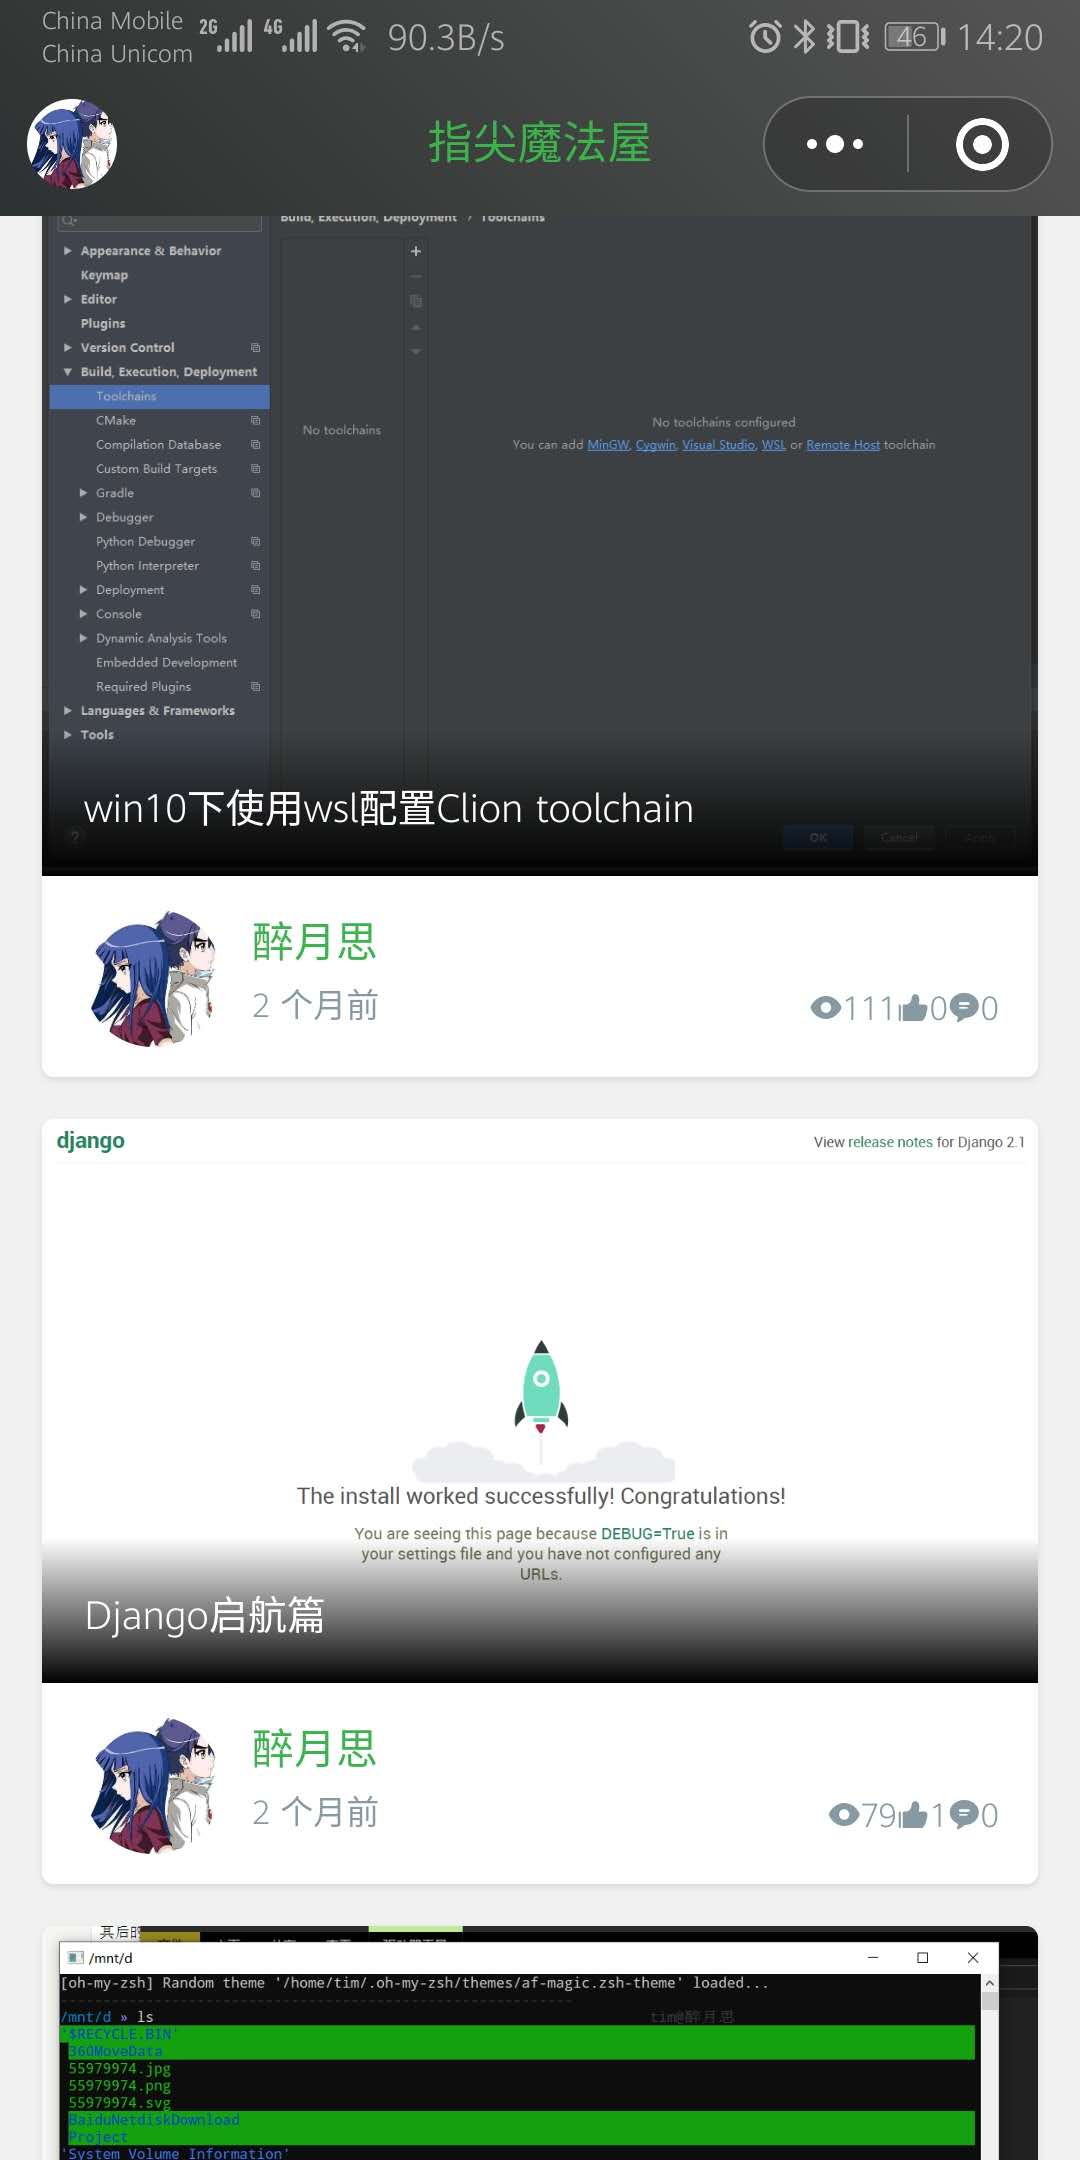 China Mobile
China Unicom
2G
4G
90.3B/s
46
14:20
指尖魔法屋
Build, Execution, Deployment › Toolchains
Appearance & Behavior
Keymap
Editor
Plugins
Version Control
Build, Execution, Deployment
Toolchains
CMake
Compilation Database
Custom Build Targets
Gradle
Debugger
Python Debugger
Python Interpreter
Deployment
Console
Dynamic Analysis Tools
Embedded Development
Required Plugins
Languages & Frameworks
Tools
No toolchains
No toolchains configured
You can add MinGW, Cygwin, Visual Studio, WSL or Remote Host toolchain
win10下使用wsl配置Clion toolchain
?
OK
Cancel
Apply
醉月思
2 个月前
111
0
0
django
View release notes for Django 2.1
The install worked successfully! Congratulations!
You are seeing this page because DEBUG=True is in
your settings file and you have not configured any
URLs.
Django启航篇
醉月思
2 个月前
79
1
0
其后的
/mnt/d
[oh-my-zsh] Random theme '/home/tim/.oh-my-zsh/themes/af-magic.zsh-theme' loaded...
/mnt/d » ls
tim@醉月思
'$RECYCLE.BIN'
360MoveData
55979974.jpg
55979974.png
55979974.svg
BaiduNetdiskDownload
Project
'System Volume Information'